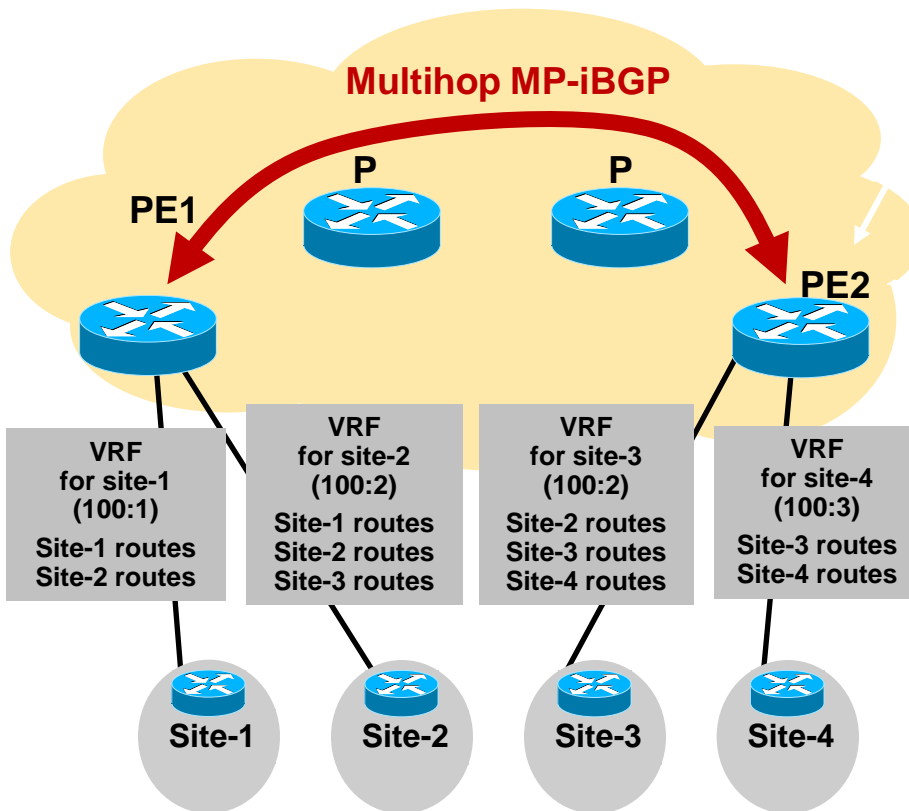 Multihop MP-iBGP
P
P
PE1
PE2
VRF
for site-1
(100:1)
Site-1 routes
Site-2 routes
VRF
for site-2
(100:2)
Site-1 routes
Site-2 routes
Site-3 routes
VRF
for site-3
(100:2)
Site-2 routes
Site-3 routes
Site-4 routes
VRF
for site-4
(100:3)
Site-3 routes
Site-4 routes
Site-1
Site-2
Site-3
Site-4